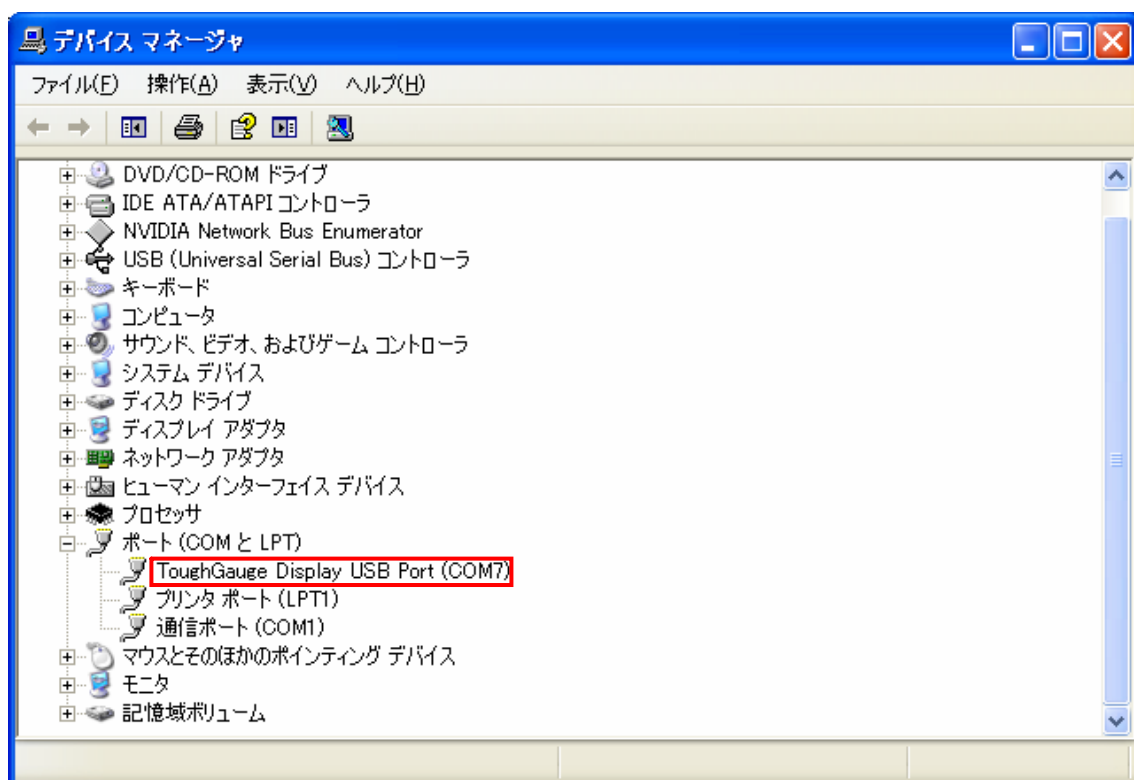 デバイス マネージャ
ファイル(F) 操作(A) 表示(V) ヘルプ(H)
DVD/CD-ROM ドライブ
IDE ATA/ATAPI コントローラ
NVIDIA Network Bus Enumerator
USB (Universal Serial Bus) コントローラ
キーボード
コンピュータ
サウンド、ビデオ、およびゲーム コントローラ
システム デバイス
ディスク ドライブ
ディスプレイ アダプタ
ネットワーク アダプタ
ヒューマン インターフェイス デバイス
プロセッサ
ポート (COM と LPT)
ToughGauge Display USB Port (COM7)
プリンタ ポート (LPT1)
通信ポート (COM1)
マウスとそのほかのポインティング デバイス
モニタ
記憶域ボリューム